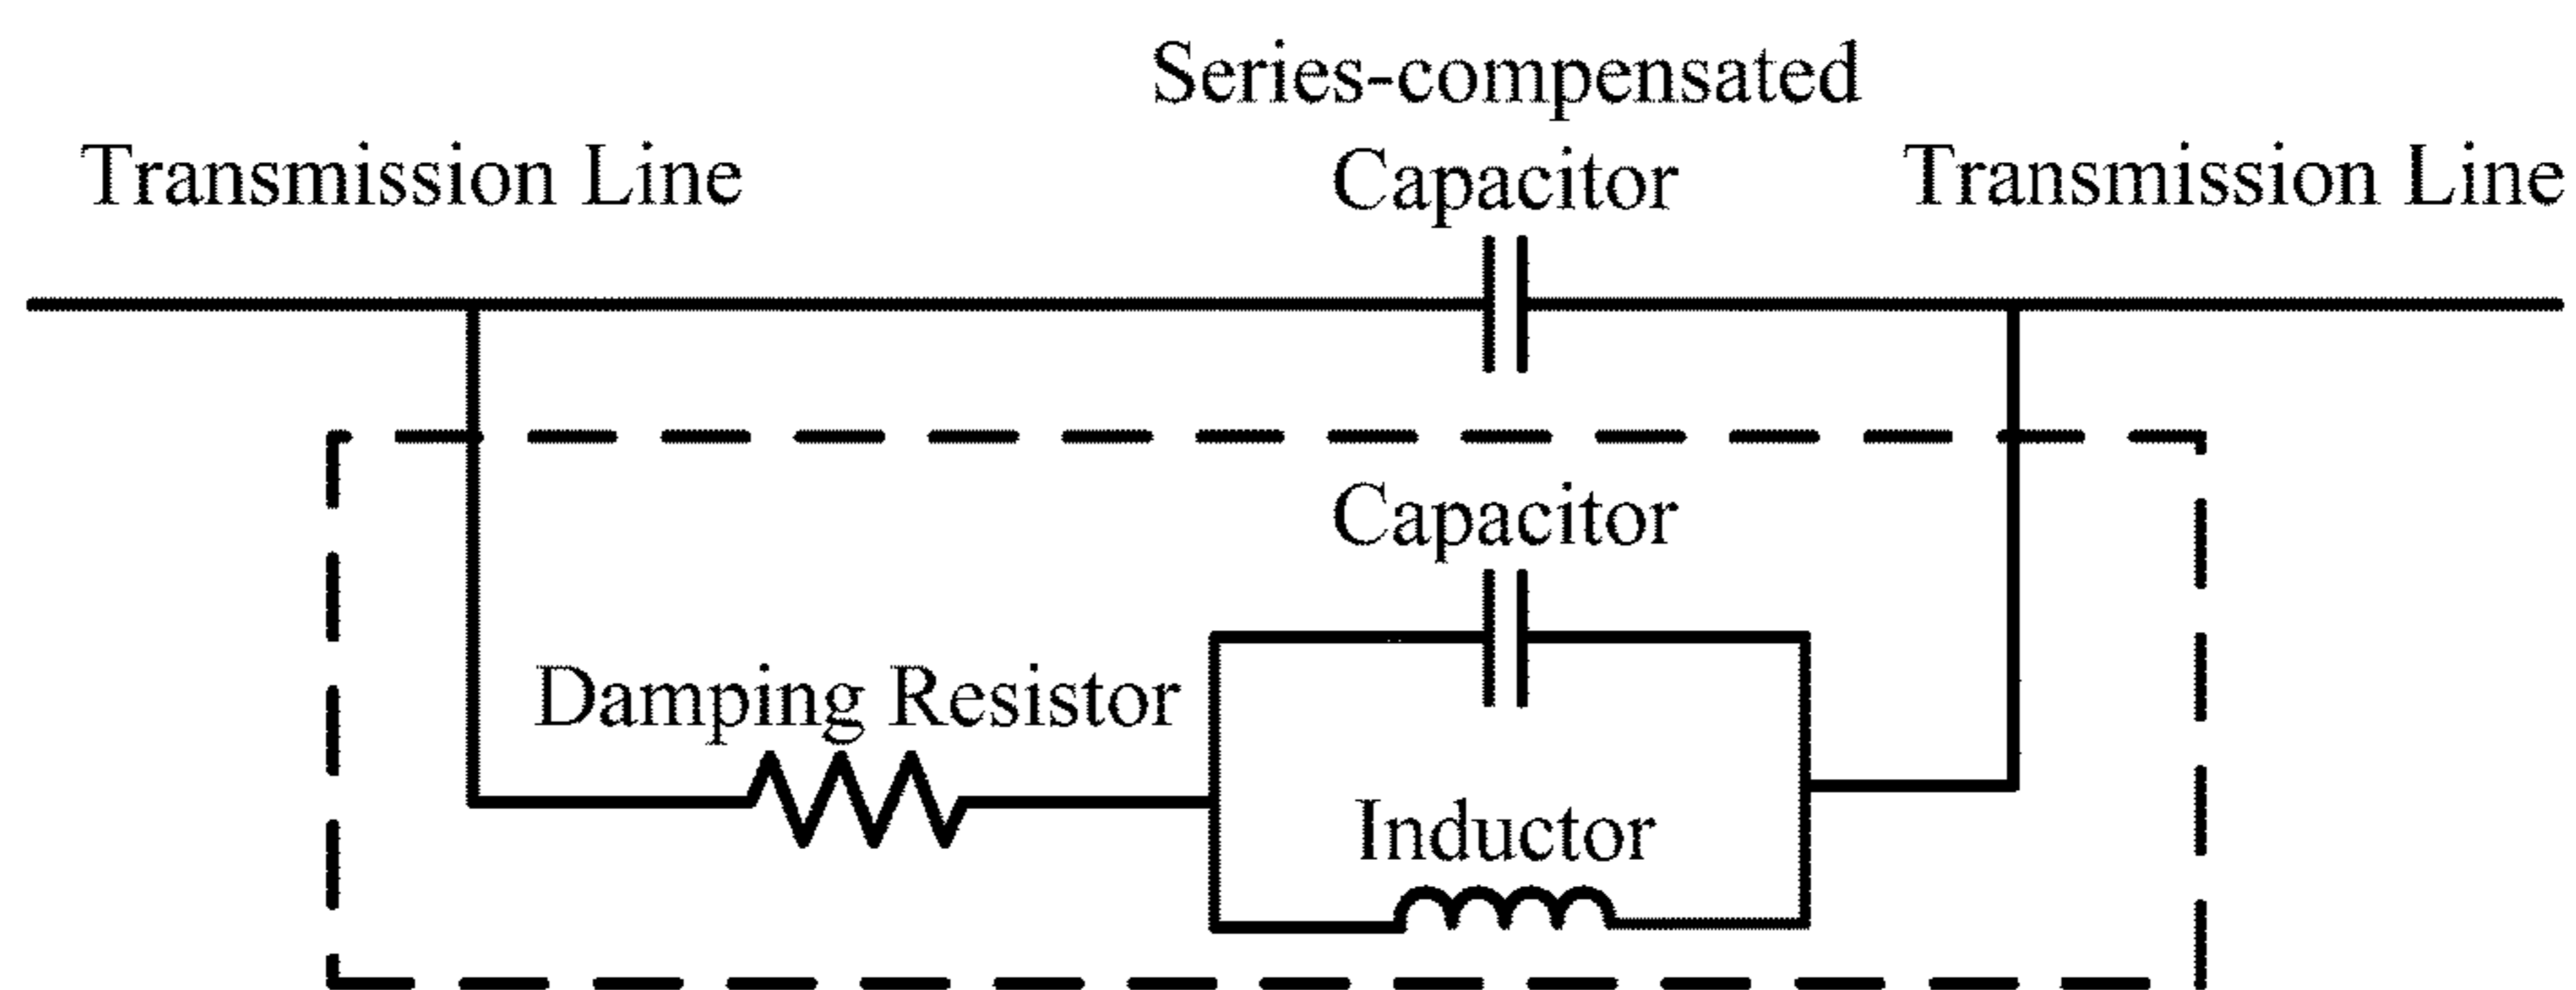 Series-compensated
Capacitor
Transmission Line
Transmission Line
Capacitor
Damping Resistor
Inductor